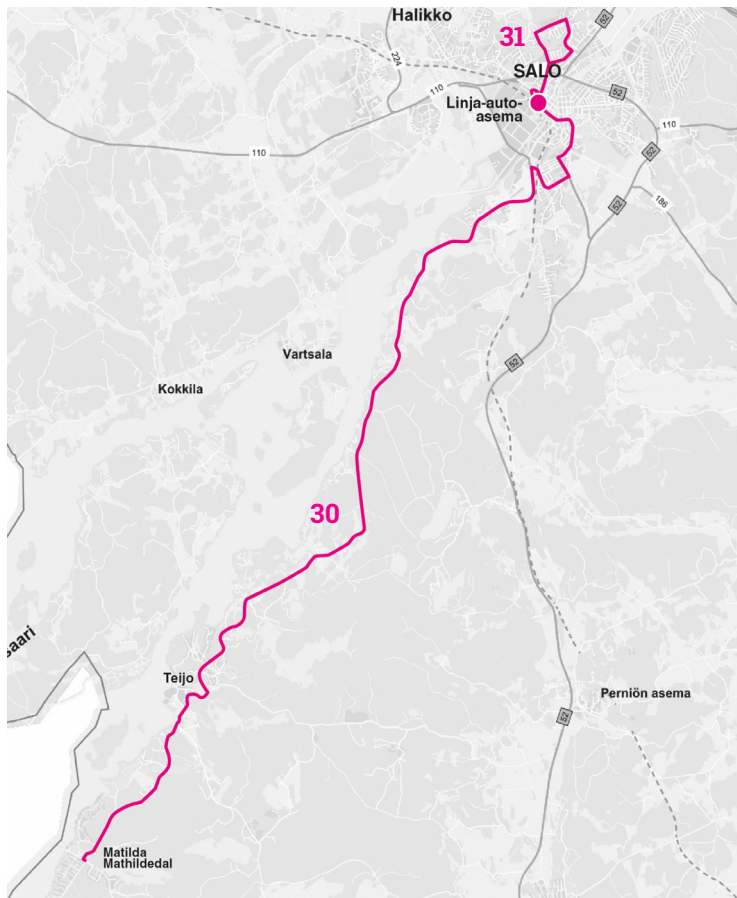 Halikko
52
31
224
SALO
110
52
Linja-auto-
asema
110
52
110
186
52
Vartsala
52
Kokkila
30
saari
Teijo
Perniön asema
52
Matilda
Mathildedal